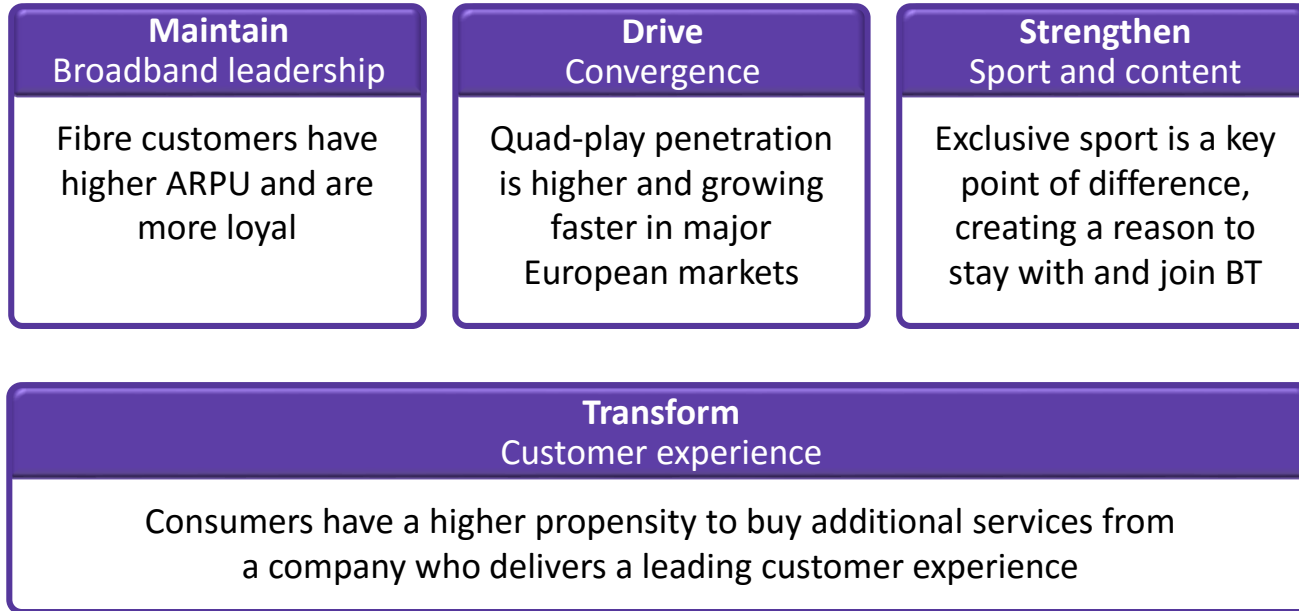 Maintain
Broadband leadership
Fibre customers have
higher ARPU and are
more loyal
Drive
Convergence
Quad-play penetration
is higher and growing
faster in major
European markets
Strengthen
Sport and content
Exclusive sport is a key
point of difference,
creating a reason to
stay with and join BT
Transform
Customer experience
Consumers have a higher propensity to buy additional services from
a company who delivers a leading customer experience